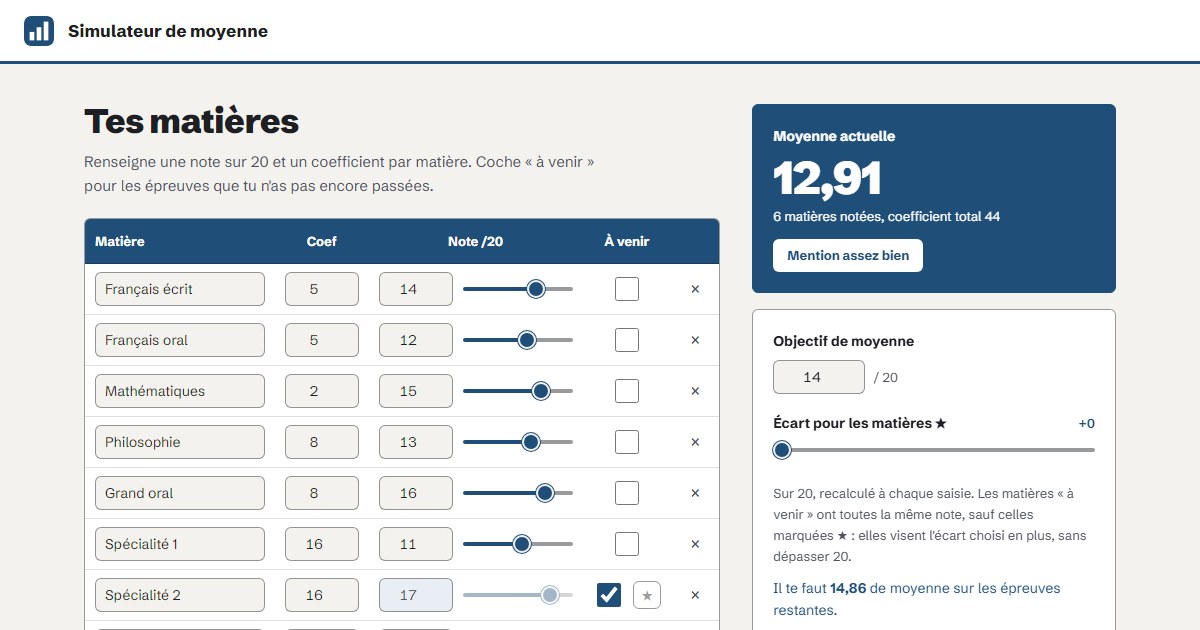 Simulateur de moyenne
Tes matières
Renseigne une note sur 20 et un coefficient par matière. Coche « à venir »
pour les épreuves que tu n'as pas encore passées.
Matière Coef Note /20 À venir
Français écrit 5 14 ×
Français oral 5 12 ×
Mathématiques 2 15 ×
Philosophie 8 13 ×
Grand oral 8 16 ×
Spécialité 1 16 11 ×
Spécialité 2 16 17 ★ ×
Moyenne actuelle
12,91
6 matières notées, coefficient total 44
Mention assez bien
Objectif de moyenne
14 / 20
Écart pour les matières ★ +0
Sur 20, recalculé à chaque saisie. Les matières « à
venir » ont toutes la même note, sauf celles
marquées ★ : elles visent l'écart choisi en plus, sans
dépasser 20.
Il te faut 14,86 de moyenne sur les épreuves
restantes.